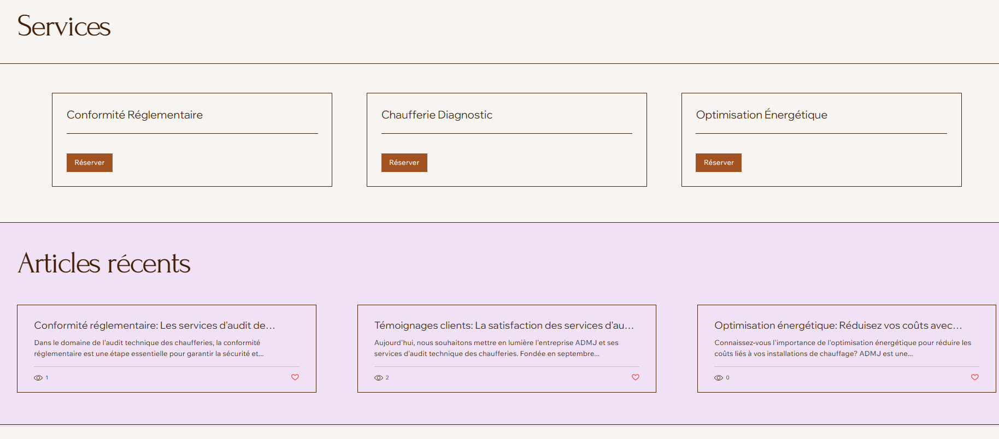 Services
Conformité Réglementaire
Réserver
Chaufferie Diagnostic
Réserver
Optimisation Énergétique
Réserver
Articles récents
Conformité réglementaire: Les services d'audit de...
Dans le domaine de l'audit technique des chaufferies, la conformité
réglementaire est une étape essentielle pour garantir la sécurité et...
1
Témoignages clients: La satisfaction des services d'au...
Aujourd'hui, nous souhaitons mettre en lumière l'entreprise ADMJ et ses
services d'audit technique des chaufferies. Fondée en septembre...
2
Optimisation énergétique: Réduisez vos coûts avec...
Connaissez-vous l'importance de l'optimisation énergétique pour réduire les
coûts liés à vos installations de chauffage? ADMJ est une...
0